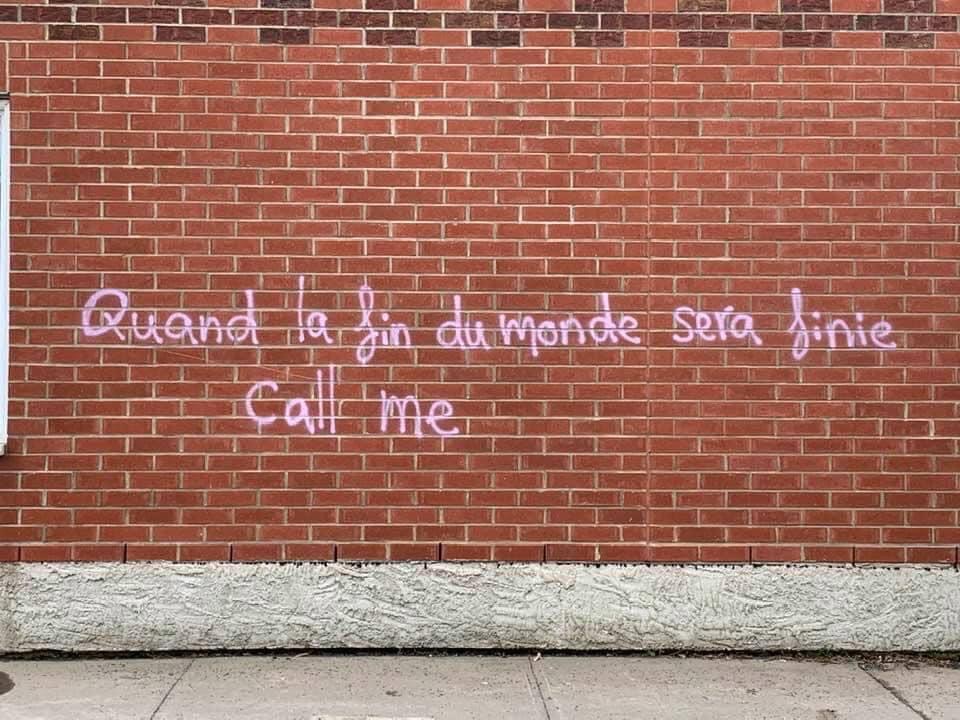 Quand la fin du monde sera finie
Call me